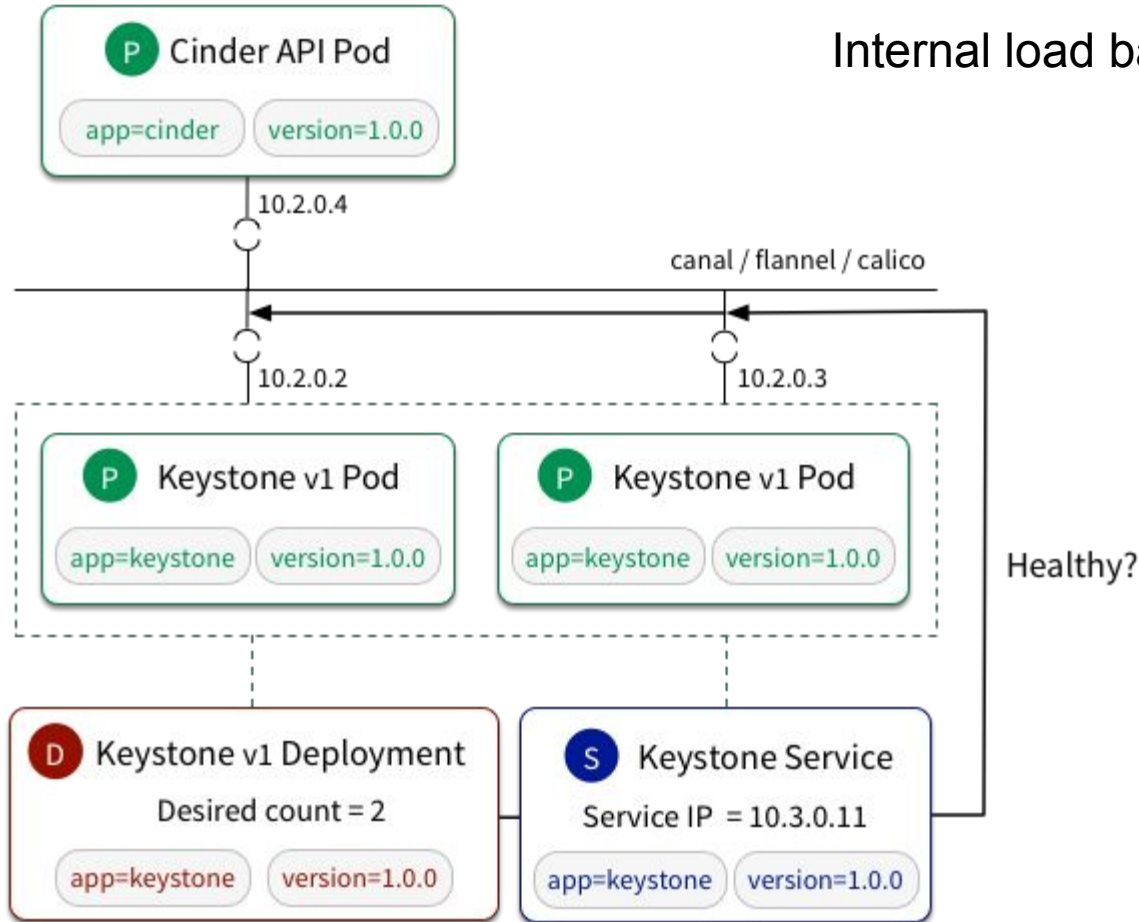 P Cinder API Pod
app=cinder version=1.0.0
Internal load ba
10.2.0.4
canal / flannel / calico
10.2.0.2
10.2.0.3
P Keystone v1 Pod
app=keystone version=1.0.0
P Keystone v1 Pod
app=keystone version=1.0.0
Healthy?
D Keystone v1 Deployment
Desired count = 2
app=keystone version=1.0.0
S Keystone Service
Service IP = 10.3.0.11
app=keystone version=1.0.0